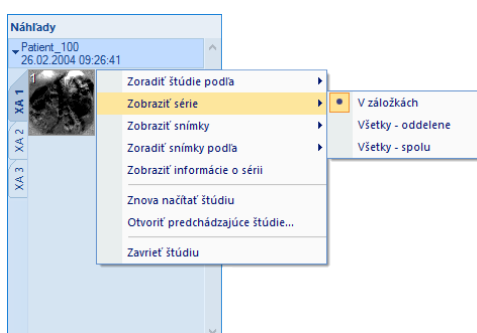 Náhľady
Patient_100
26.02.2004 09:26:41
XA 1
XA 2
XA 3
1
Zoradiť štúdie podľa
Zobraziť série
Zobraziť snímky
Zoradiť snímky podľa
Zobraziť informácie o sérii
Znova načítať štúdiu
Otvoriť predchádzajúce štúdie...
Zavrieť štúdiu
V záložkách
Všetky - oddelene
Všetky - spolu